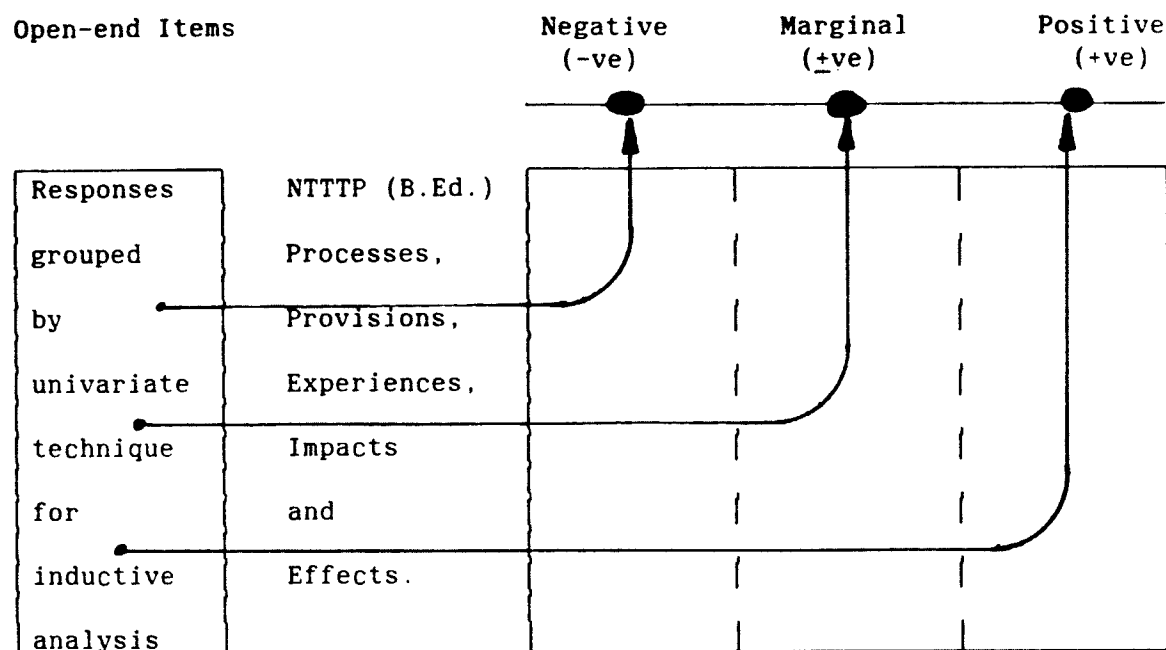 Open-end Items Negative Marginal Positive
(-ve) (±ve) (+ve)
Responses NTTTP (B.Ed.)
grouped Processes,
by Provisions,
univariate Experiences,
technique Impacts
for and
inductive Effects.
analysis